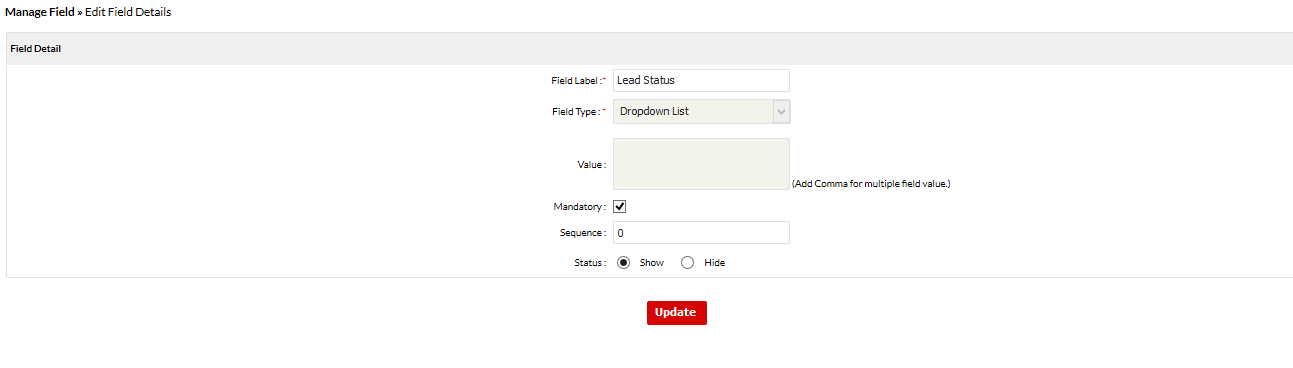 Manage Field » Edit Field Details
Field Detail
Field Label :* Lead Status
Field Type : * Dropdown List
Value :
(Add Comma for multiple field value.)
Mandatory :
Sequence : 0
Status : Show Hide
Update